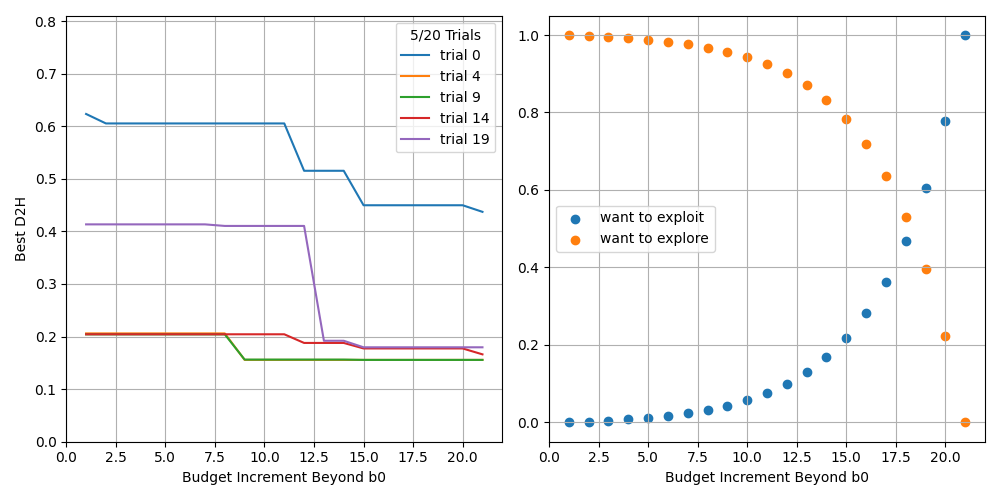 5/20 Trials
trial 0
trial 4
trial 9
trial 14
trial 19
Best D2H
0.8
0.7
0.6
0.5
0.4
0.3
0.2
0.1
0.0
0.0 2.5 5.0 7.5 10.0 12.5 15.0 17.5 20.0
Budget Increment Beyond b0
1.0
0.8
0.6
0.4
0.2
0.0
want to exploit
want to explore
0.0 2.5 5.0 7.5 10.0 12.5 15.0 17.5 20.0
Budget Increment Beyond b0